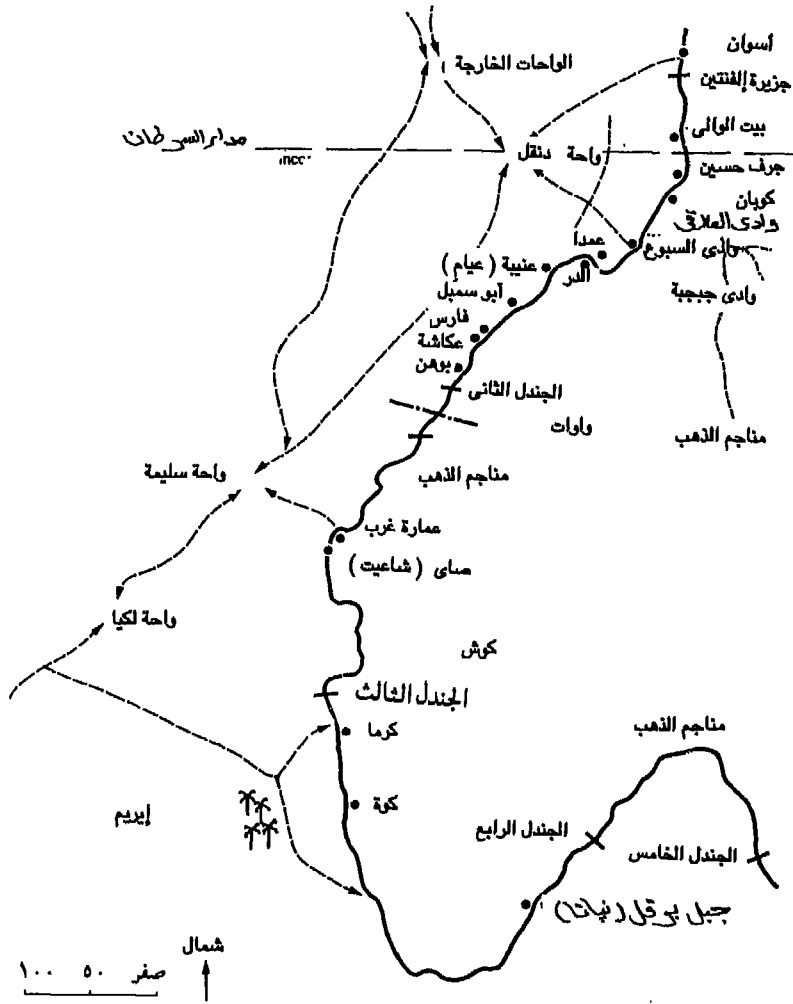 أسوان
الواحات الخارجة
جزيرة إلفنتين
بيت الوالى
مدار السرطان
واحة دنقل
جرف حسين
كوبان
وادى العلاقى
وادى السبوع
عمدا
الدر
عنيبة (عيام)
وادى جبجبة
أبو سمبل
فارس
عكاشة
بوهن
الجندل الثانى
واوات
مناجم الذهب
واحة سليمة
مناجم الذهب
عمارة غرب
صاى (شاعيت)
واحة لكيا
كوش
الجندل الثالث
كرما
مناجم الذهب
كوة
إيريم
الجندل الرابع
الجندل الخامس
جبل برقل (نباتا)
شمال
صفر ٥٠ ١٠٠